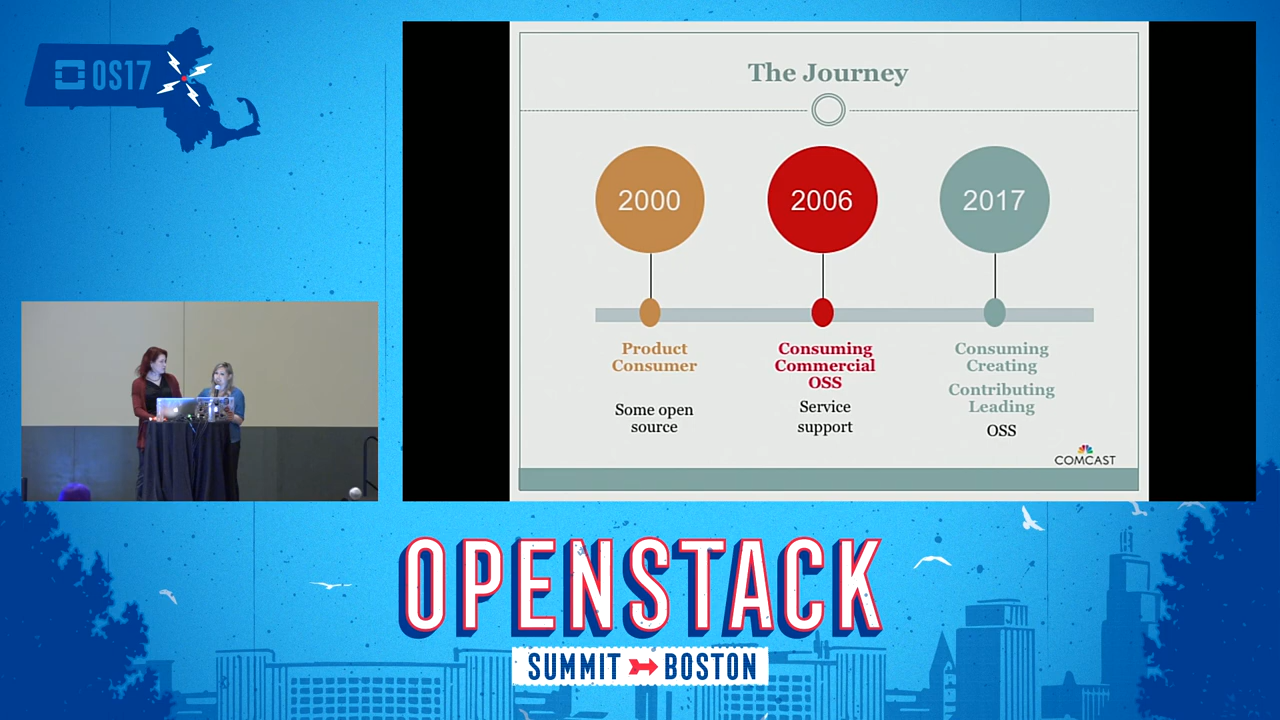 OS17
The Journey
2000
2006
2017
Product
Consumer
Some open
source
Consuming
Commercial
OSS
Service
support
Consuming
Creating
Contributing
Leading
OSS
COMCAST
OPENSTACK
SUMMIT BOSTON